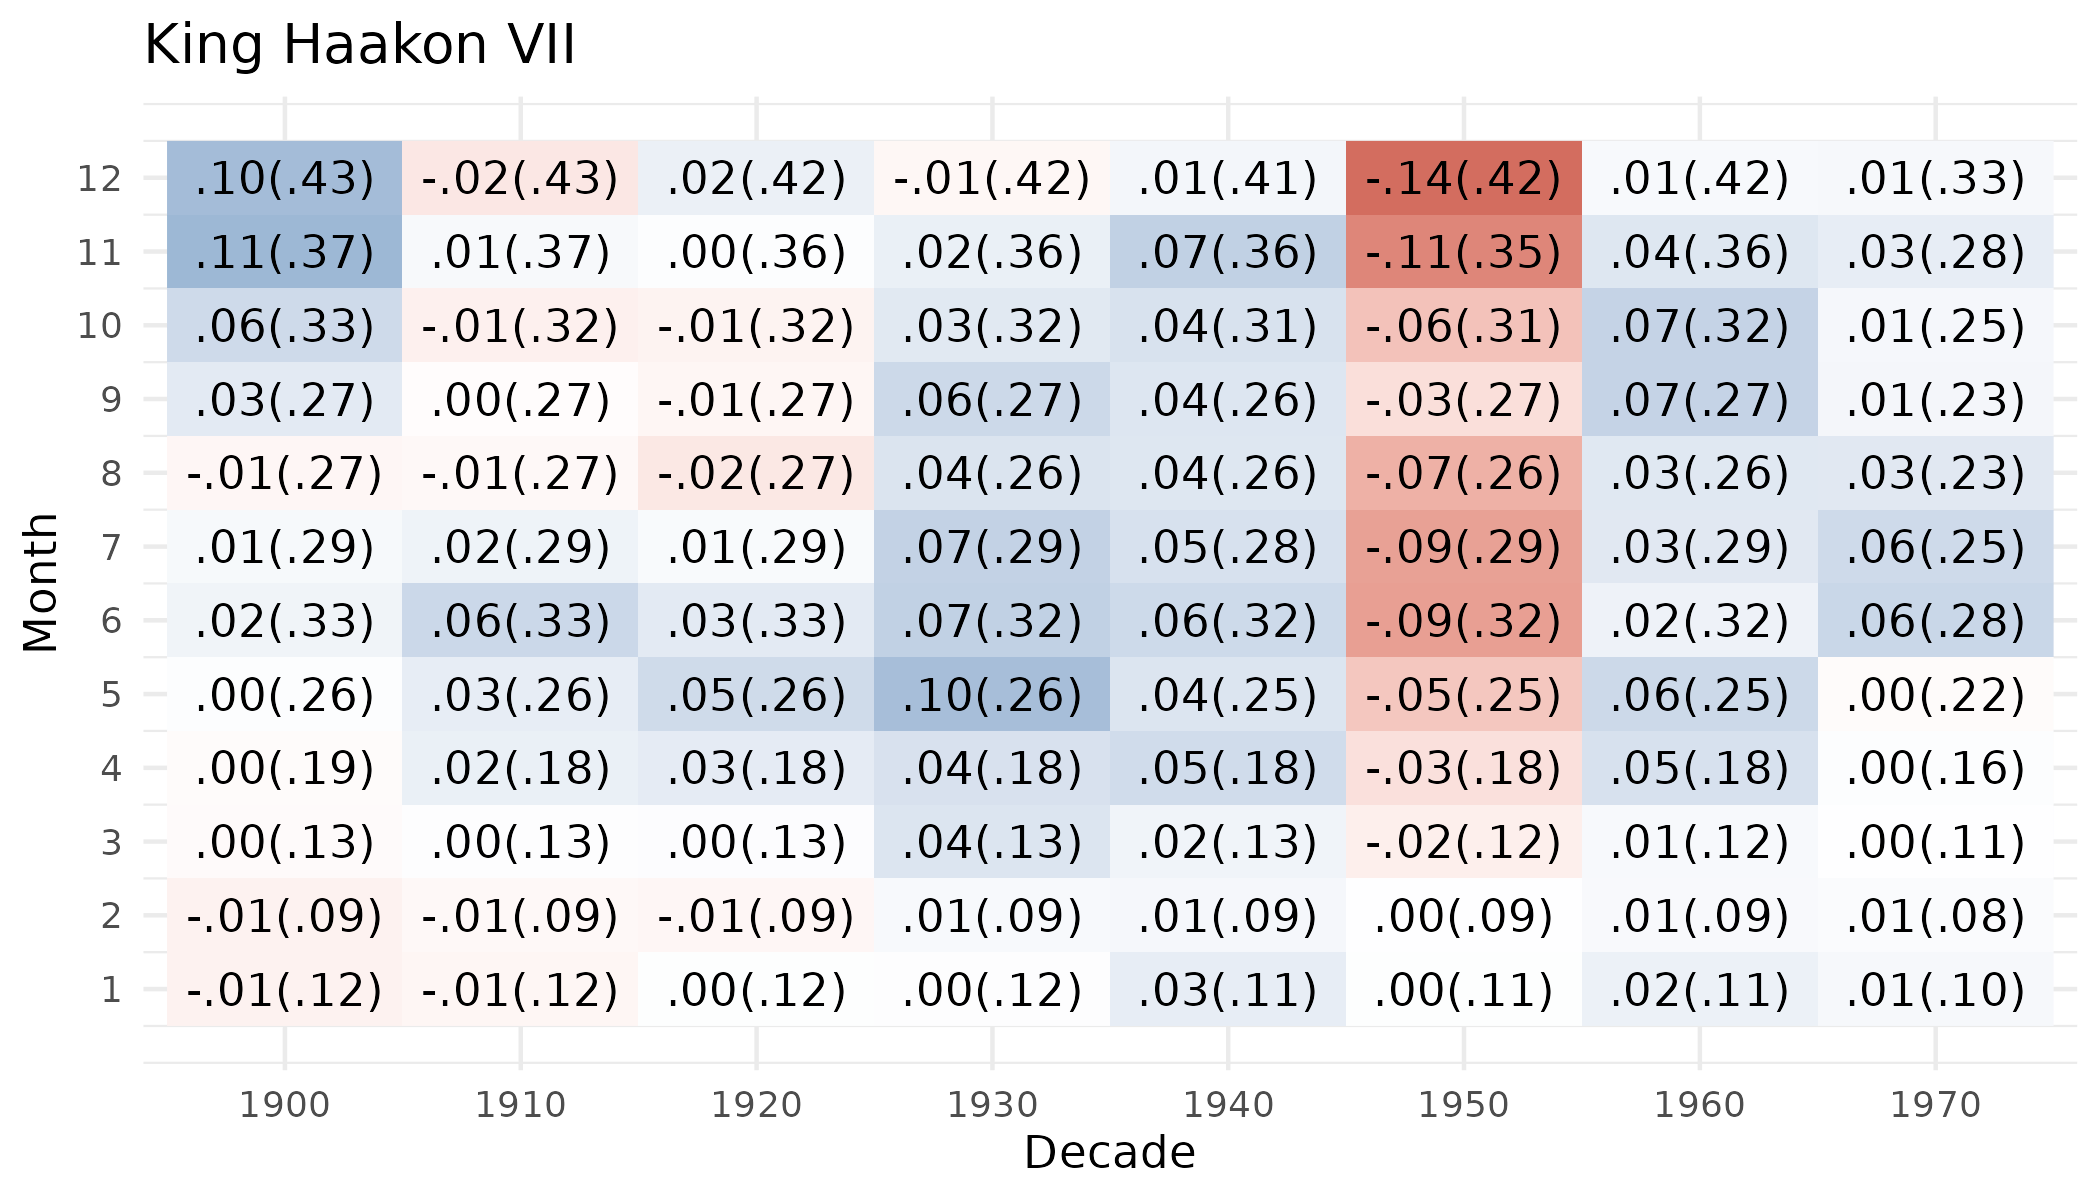 King Haakon VII
12 .10(.43) -.02(.43) .02(.42) -.01(.42) .01(.41) -.14(.42) .01(.42) .01(.33)
11 .11(.37) .01(.37) .00(.36) .02(.36) .07(.36) -.11(.35) .04(.36) .03(.28)
10 .06(.33) -.01(.32) -.01(.32) .03(.32) .04(.31) -.06(.31) .07(.32) .01(.25)
9 .03(.27) .00(.27) -.01(.27) .06(.27) .04(.26) -.03(.27) .07(.27) .01(.23)
8 -.01(.27) -.01(.27) -.02(.27) .04(.26) .04(.26) -.07(.26) .03(.26) .03(.23)
7 .01(.29) .02(.29) .01(.29) .07(.29) .05(.28) -.09(.29) .03(.29) .06(.25)
6 .02(.33) .06(.33) .03(.33) .07(.32) .06(.32) -.09(.32) .02(.32) .06(.28)
5 .00(.26) .03(.26) .05(.26) .10(.26) .04(.25) -.05(.25) .06(.25) .00(.22)
4 .00(.19) .02(.18) .03(.18) .04(.18) .05(.18) -.03(.18) .05(.18) .00(.16)
3 .00(.13) .00(.13) .00(.13) .04(.13) .02(.13) -.02(.12) .01(.12) .00(.11)
2 -.01(.09) -.01(.09) -.01(.09) .01(.09) .01(.09) .00(.09) .01(.09) .01(.08)
1 -.01(.12) -.01(.12) .00(.12) .00(.12) .03(.11) .00(.11) .02(.11) .01(.10)
Month
1900 1910 1920 1930 1940 1950 1960 1970
Decade